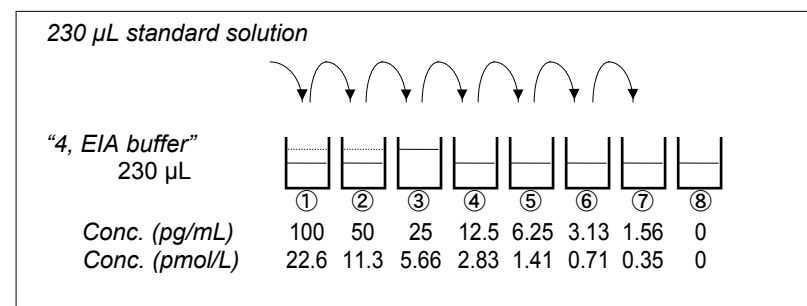 230 µL standard solution
“4, EIA buffer”
230 µL
① ② ③ ④ ⑤ ⑥ ⑦ ⑧
Conc. (pg/mL) 100 50 25 12.5 6.25 3.13 1.56 0
Conc. (pmol/L) 22.6 11.3 5.66 2.83 1.41 0.71 0.35 0